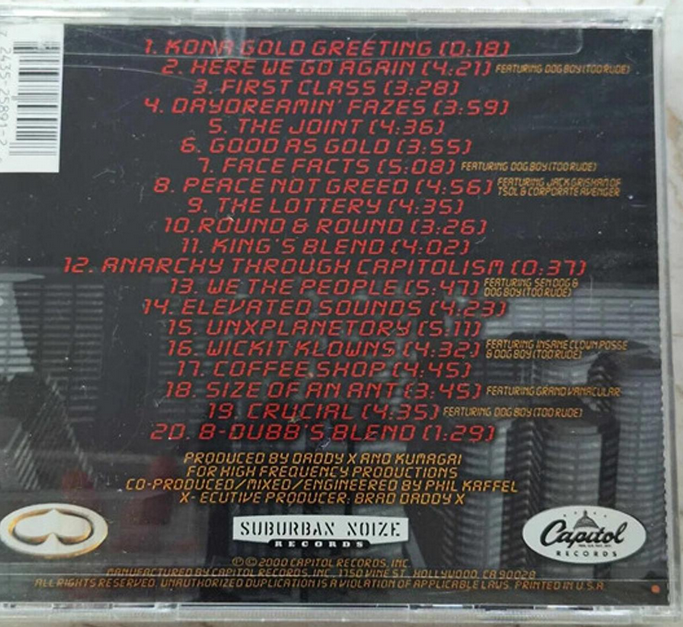 1. KONA GOLD GREETING (0:18)
2. HERE WE GO AGAIN (4:21) FEATURING DOG BOY (TOO RUDE)
3. FIRST CLASS (3:28)
4. DAYDREAMIN' FAZES (3:59)
5. THE JOINT (4:36)
6. GOOD AS GOLD (3:55)
7. FACE FACTS (5:08) FEATURING DOG BOY (TOO RUDE)
8. PEACE NOT GREED (4:56) FEATURING JACK GRISHAM OF
TSOL & CORPORATE AVENGER
9. THE LOTTERY (4:35)
10. ROUND & ROUND (3:26)
11. KING'S BLEND (4:02)
12. ANARCHY THROUGH CAPITOLISM (0:37)
13. WE THE PEOPLE (5:47) FEATURING SEN DOG &
DOG BOY (TOO RUDE)
14. ELEVATED SOUNDS (4:23)
15. UNXPLANETORY (5:11)
16. WICKIT KLOWNS (4:32) FEATURING INSANE CLOWN POSSE
& DOG BOY (TOO RUDE)
17. COFFEE SHOP (4:45)
18. SIZE OF AN ANT (3:45) FEATURING GRAND VANACULAR
19. CRUCIAL (4:35) FEATURING DOG BOY (TOO RUDE)
20. B-DUBB'S BLEND (1:29)
PRODUCED BY DADDY X AND KUMAGAI
FOR HIGH FREQUENCY PRODUCTIONS
CO-PRODUCED/MIXED/ENGINEERED BY PHIL KAFFEL
X- ECUTIVE PRODUCER: BRAD DADDY X
SUBURBAN NOIZE
RECORDS
Capitol
RECORDS
℗ © 2000 CAPITOL RECORDS, INC.
MANUFACTURED BY CAPITOL RECORDS, INC., 1750 VINE ST., HOLLYWOOD, CA 90028
ALL RIGHTS RESERVED. UNAUTHORIZED DUPLICATION IS A VIOLATION OF APPLICABLE LAWS. PRINTED IN U.S.A.